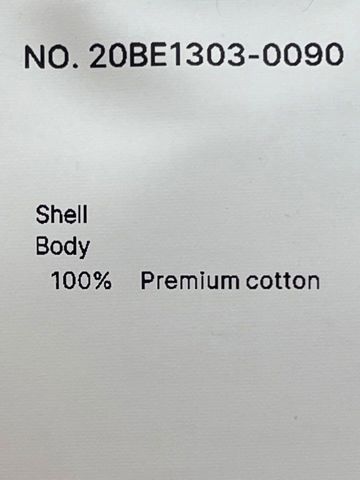 NO. 20BE1303-0090
Shell
Body
100% Premium cotton